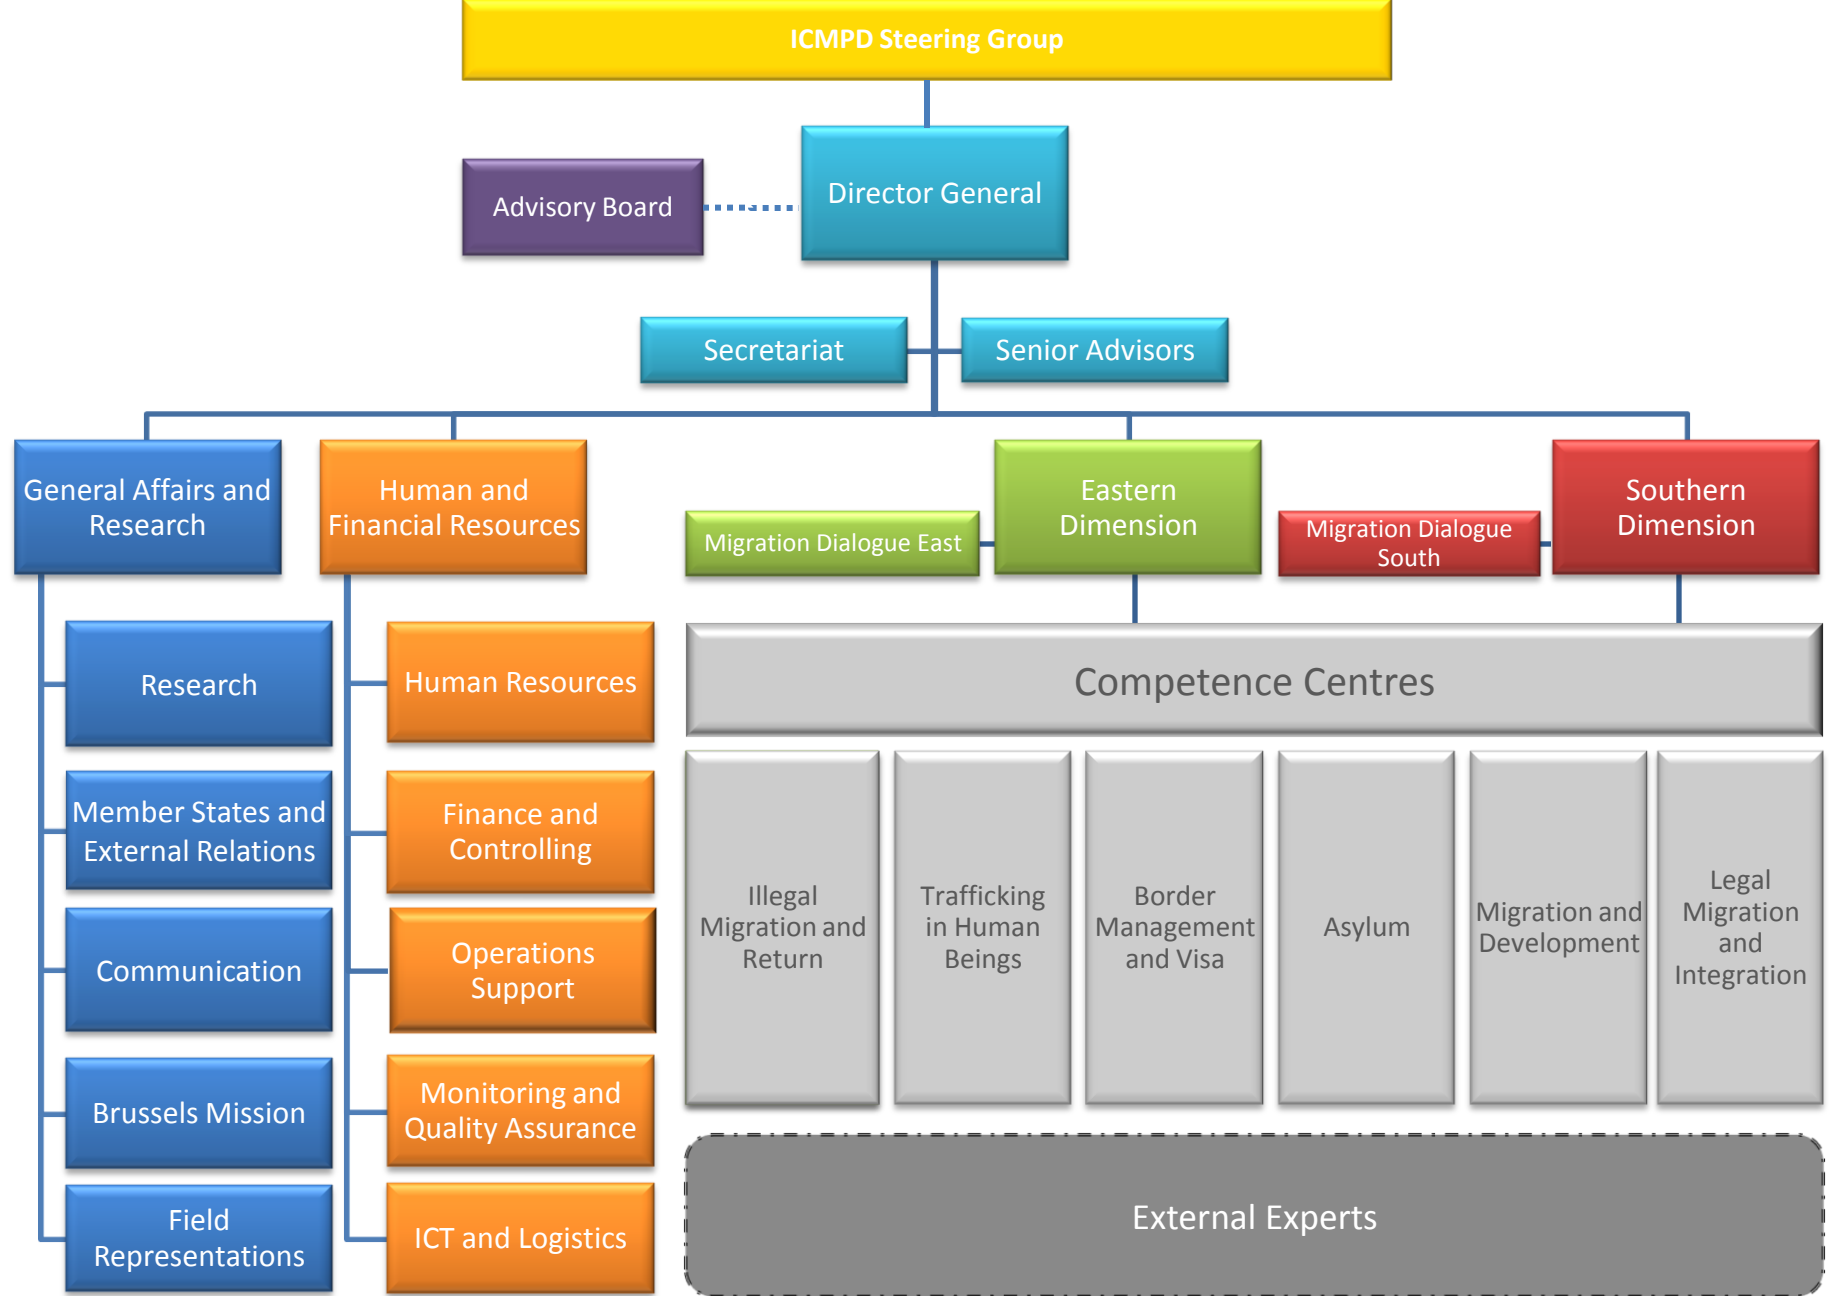 ICMPD Steering Group
Director General
Advisory Board
Secretariat
Senior Advisors
General Affairs and
Research
Human and
Financial Resources
Eastern
Dimension
Migration Dialogue East
Southern
Dimension
Migration Dialogue
South
Research
Member States and
External Relations
Communication
Brussels Mission
Field
Representations
Human Resources
Finance and
Controlling
Operations
Support
Monitoring and
Quality Assurance
ICT and Logistics
Competence Centres
Illegal
Migration and
Return
Trafficking
in Human
Beings
Border
Management
and Visa
Asylum
Migration and
Development
Legal
Migration
and
Integration
External Experts